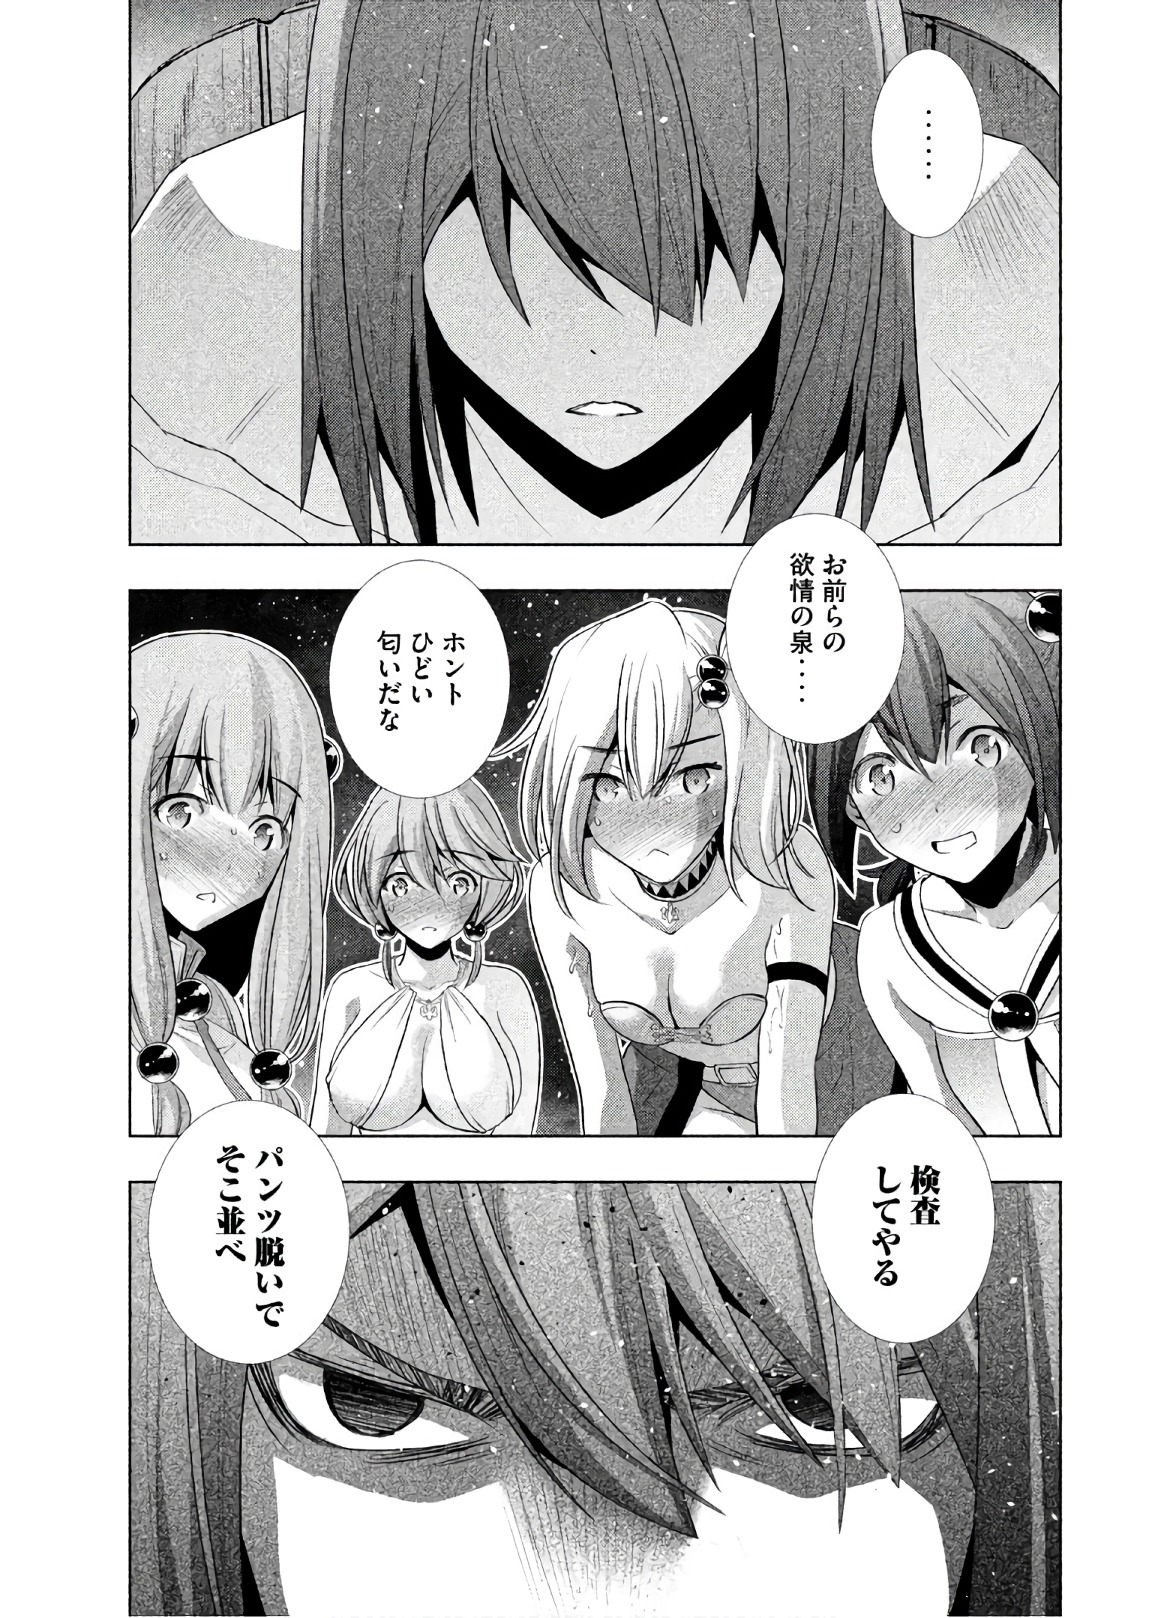 ‥‥‥
お前らの
欲情の泉‥‥
ホント
ひどい
匂いだな
検査
してやる
パンツ脱いで
そこ並べ